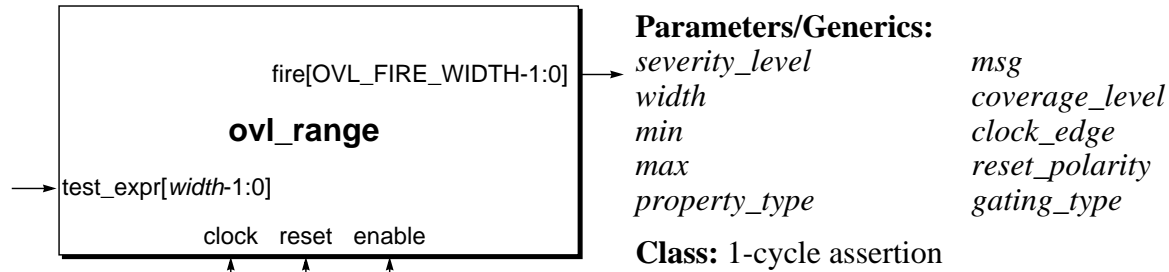 fire[OVL_FIRE_WIDTH-1:0]
ovl_range
test_expr[width-1:0]
clock reset enable
Parameters/Generics:
severity_level msg
width coverage_level
min clock_edge
max reset_polarity
property_type gating_type
Class: 1-cycle assertion